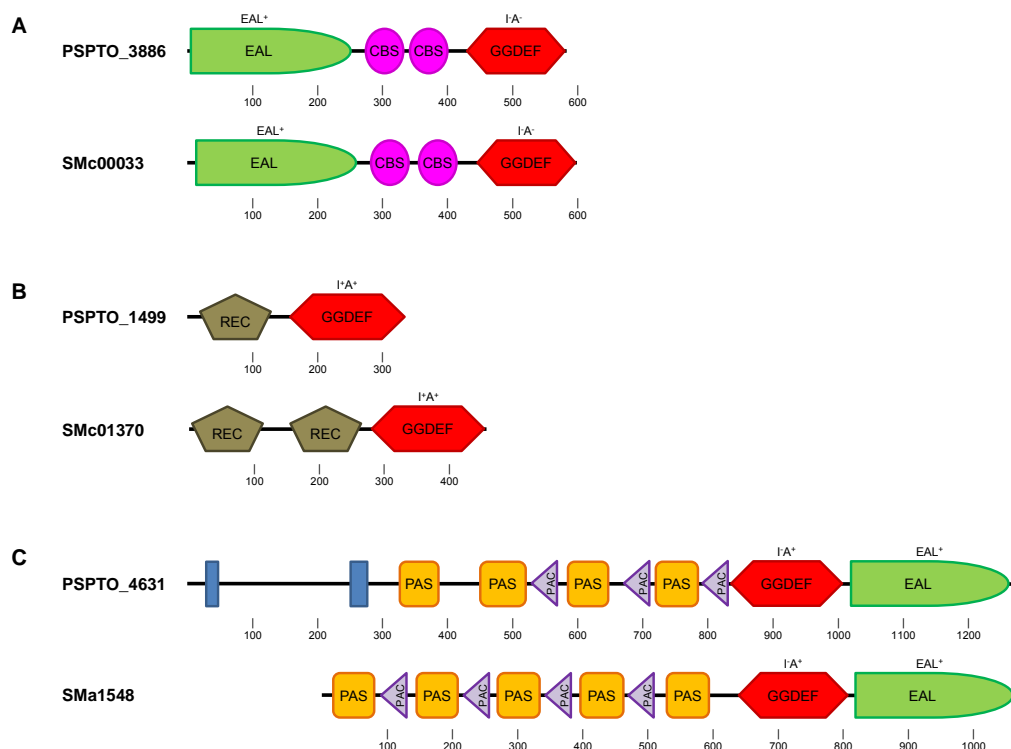 A
EAL⁺ I⁻A⁻
PSPTO_3886 EAL CBS CBS GGDEF
100 200 300 400 500 600
EAL⁺ I⁻A⁻
SMc00033 EAL CBS CBS GGDEF
100 200 300 400 500 600
B
I⁺A⁺
PSPTO_1499 REC GGDEF
100 200 300
I⁺A⁺
SMc01370 REC REC GGDEF
100 200 300 400
C
I⁻A⁺ EAL⁺
PSPTO_4631 PAS PAS PAC PAS PAC PAS PAC GGDEF EAL
100 200 300 400 500 600 700 800 900 1000 1100 1200
I⁻A⁺ EAL⁺
SMa1548 PAS PAC PAS PAC PAS PAC PAS PAC PAS GGDEF EAL
100 200 300 400 500 600 700 800 900 1000